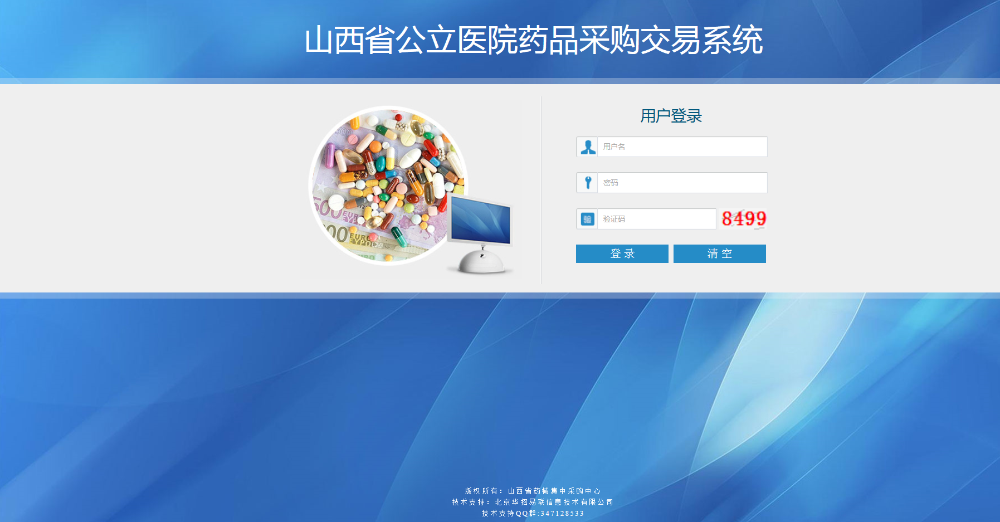 山西省公立医院药品采购交易系统
用户登录
用户名
密码
验证码
8499
登 录
清 空
版权所有：山西省药械集中采购中心
技术支持：北京华招易联信息技术有限公司
技术支持QQ群:347128533